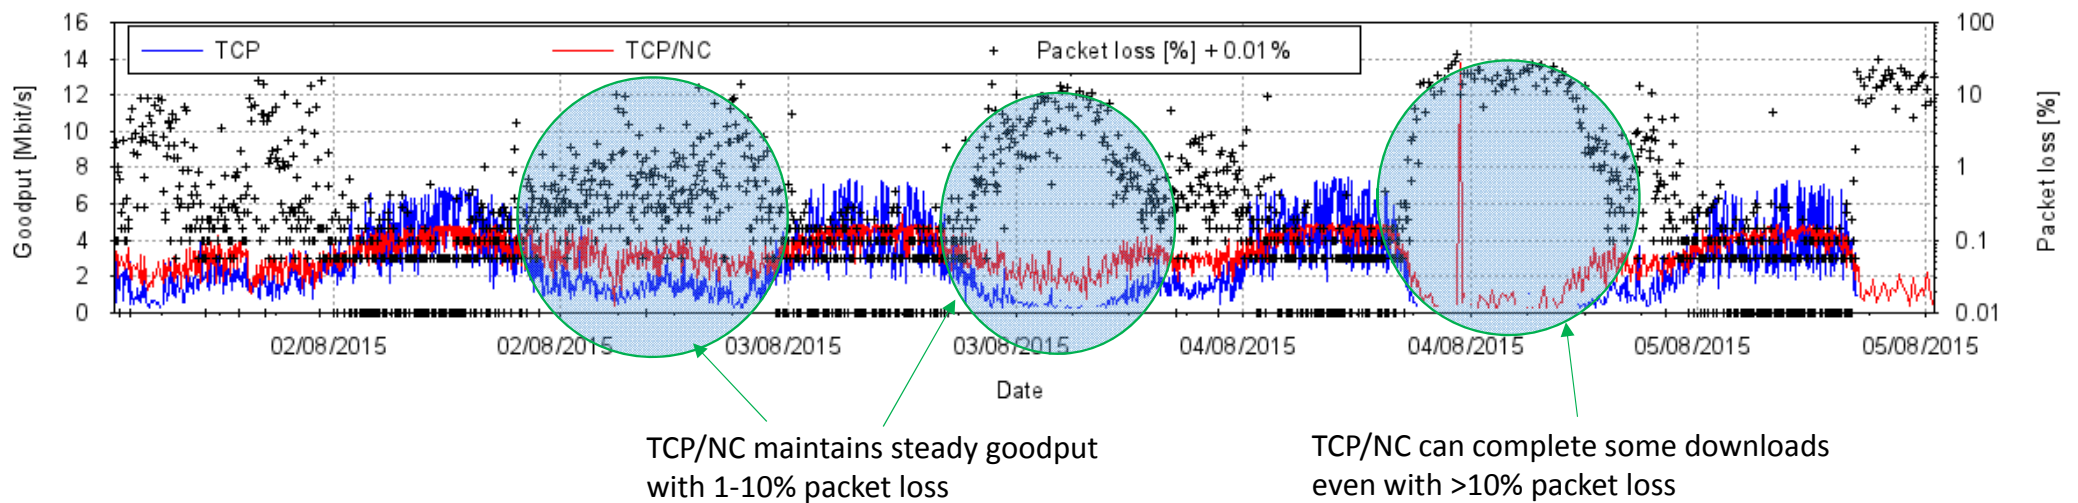 16
14
12
10
8
6
4
2
0
Goodput [Mbit/s]
TCP
TCP/NC
+ Packet loss [%] + 0.01%
100
10
1
0.1
0.01
Packet loss [%]
02/08/2015 02/08/2015 03/08/2015 03/08/2015 04/08/2015 04/08/2015 05/08/2015 05/08/2015
Date
TCP/NC maintains steady goodput
with 1-10% packet loss
TCP/NC can complete some downloads
even with >10% packet loss